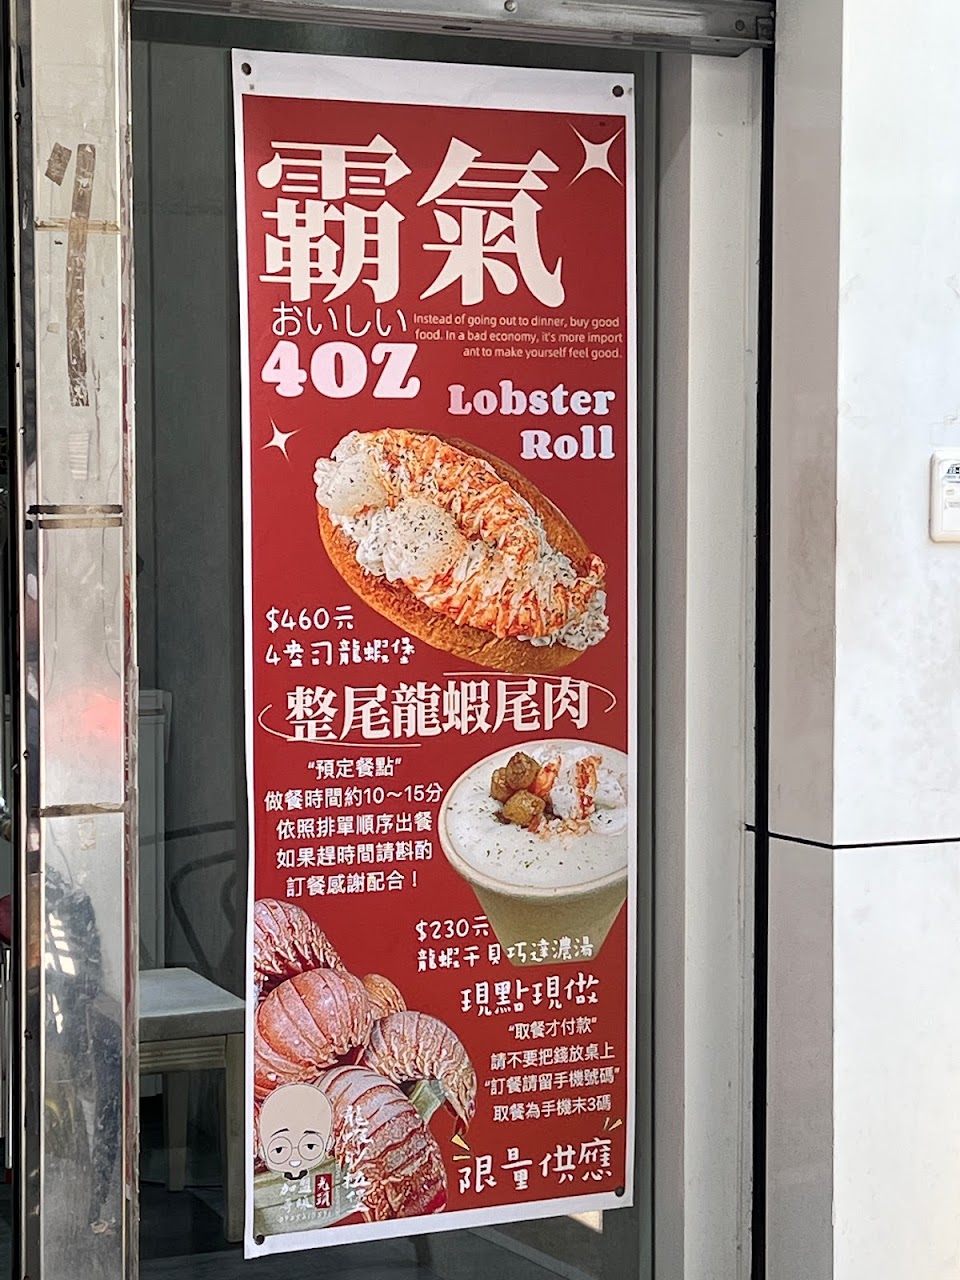 霸氣
おいしい
Instead of going out to dinner, buy good
food. In a bad economy, it's more import
ant to make yourself feel good.
4OZ
Lobster
Roll
$460元
4盎司龍蝦堡
整尾龍蝦尾肉
“預定餐點”
做餐時間約10～15分
依照排單順序出餐
如果趕時間請斟酌
訂餐感謝配合！
$230元
龍蝦干貝巧達濃湯
現點現做
“取餐才付款”
請不要把錢放桌上
“訂餐請留手機號碼”
取餐為手機末3碼
限量供應